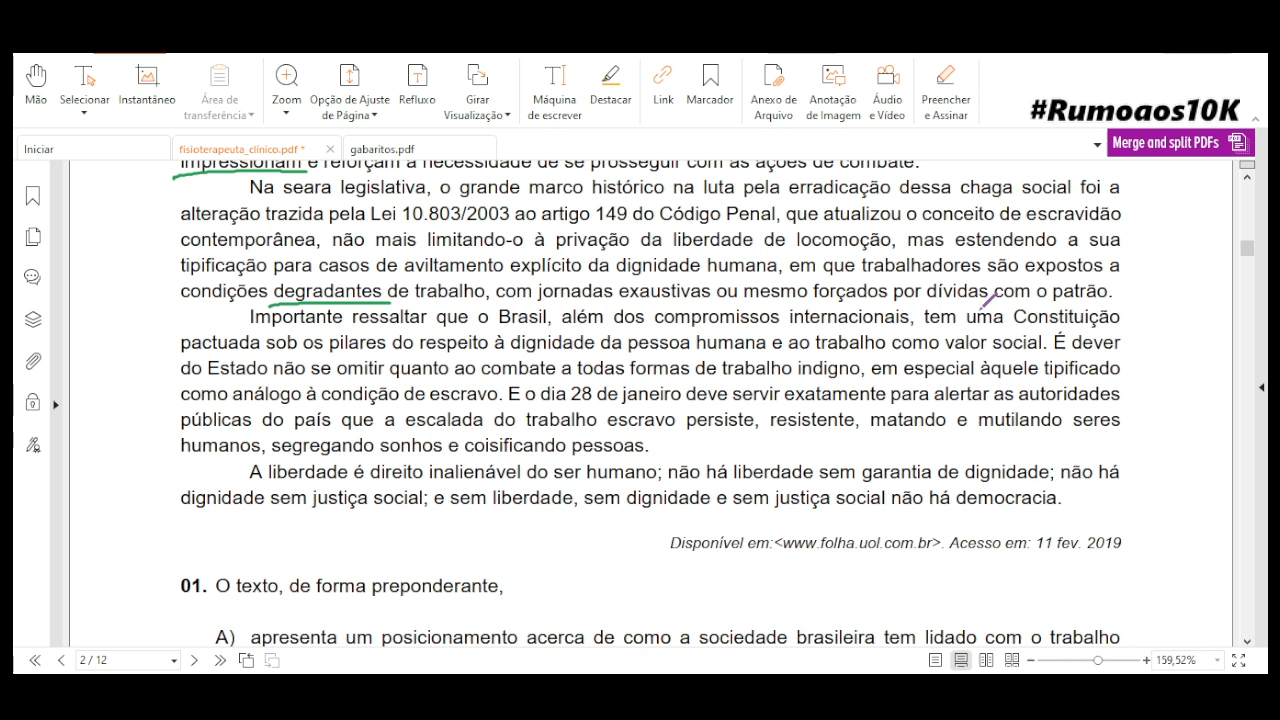 Mão
Selecionar
Instantâneo
Área de
transferência
Zoom
Opção de Ajuste
de Página
Refluxo
Girar
Visualização
Máquina
de escrever
Destacar
Link
Marcador
Anexo de
Arquivo
Anotação
de Imagem
Áudio
e Vídeo
Preencher
e Assinar
#Rumoaos10K
Iniciar
fisioterapeuta_clínico.pdf *
gabaritos.pdf
Merge and split PDFs
impressionam e reforçam a necessidade de se prosseguir com as ações de combate.
Na seara legislativa, o grande marco histórico na luta pela erradicação dessa chaga social foi a
alteração trazida pela Lei 10.803/2003 ao artigo 149 do Código Penal, que atualizou o conceito de escravidão
contemporânea, não mais limitando-o à privação da liberdade de locomoção, mas estendendo a sua
tipificação para casos de aviltamento explícito da dignidade humana, em que trabalhadores são expostos a
condições degradantes de trabalho, com jornadas exaustivas ou mesmo forçados por dívidas com o patrão.
Importante ressaltar que o Brasil, além dos compromissos internacionais, tem uma Constituição
pactuada sob os pilares do respeito à dignidade da pessoa humana e ao trabalho como valor social. É dever
do Estado não se omitir quanto ao combate a todas formas de trabalho indigno, em especial àquele tipificado
como análogo à condição de escravo. E o dia 28 de janeiro deve servir exatamente para alertar as autoridades
públicas do país que a escalada do trabalho escravo persiste, resistente, matando e mutilando seres
humanos, segregando sonhos e coisificando pessoas.
A liberdade é direito inalienável do ser humano; não há liberdade sem garantia de dignidade; não há
dignidade sem justiça social; e sem liberdade, sem dignidade e sem justiça social não há democracia.
Disponível em:<www.folha.uol.com.br>. Acesso em: 11 fev. 2019
01. O texto, de forma preponderante,
A) apresenta um posicionamento acerca de como a sociedade brasileira tem lidado com o trabalho
2 / 12
159,52%